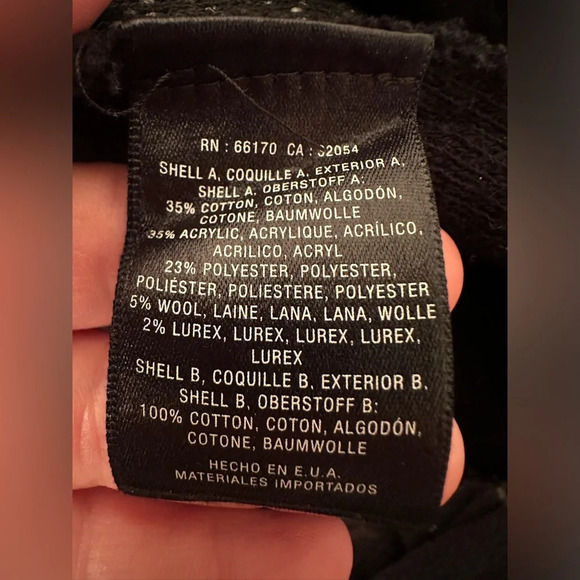 RN : 66170 CA : 52054
SHELL A, COQUILLE A, EXTERIOR A,
SHELL A, OBERSTOFF A:
35% COTTON, COTON, ALGODÓN,
COTONE, BAUMWOLLE
35% ACRYLIC, ACRYLIQUE, ACRÍLICO,
ACRILICO, ACRYL
23% POLYESTER, POLYESTER,
POLIÉSTER, POLIESTERE, POLYESTER
5% WOOL, LAINE, LANA, LANA, WOLLE
2% LUREX, LUREX, LUREX, LUREX,
LUREX
SHELL B, COQUILLE B, EXTERIOR B,
SHELL B, OBERSTOFF B:
100% COTTON, COTON, ALGODÓN,
COTONE, BAUMWOLLE
HECHO EN E.U.A.
MATERIALES IMPORTADOS